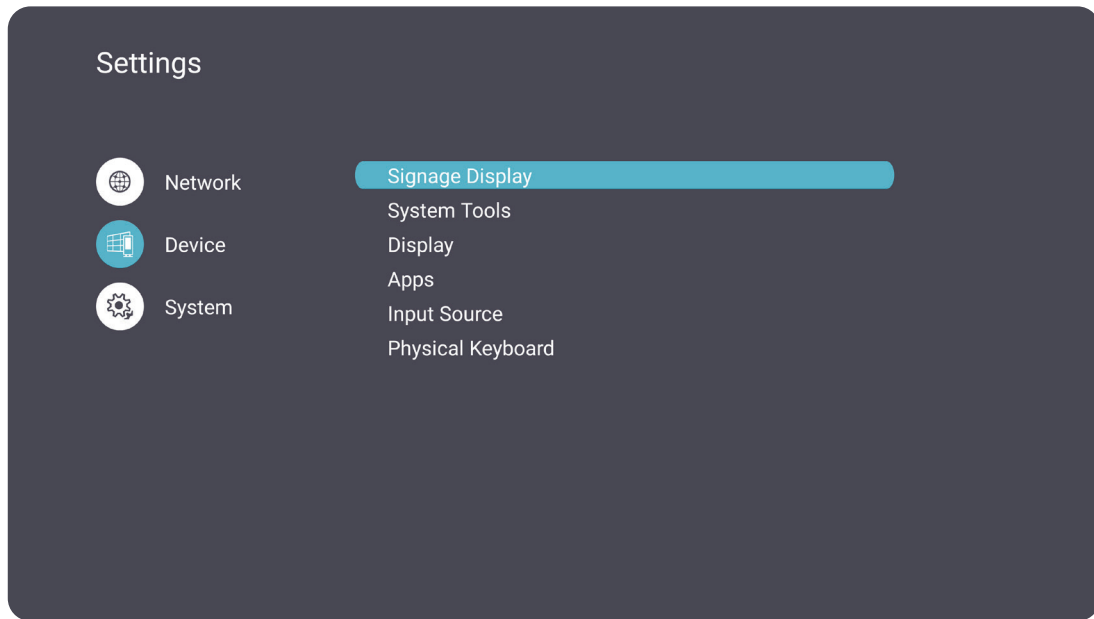 Settings
Network
Device
System
Signage Display
System Tools
Display
Apps
Input Source
Physical Keyboard